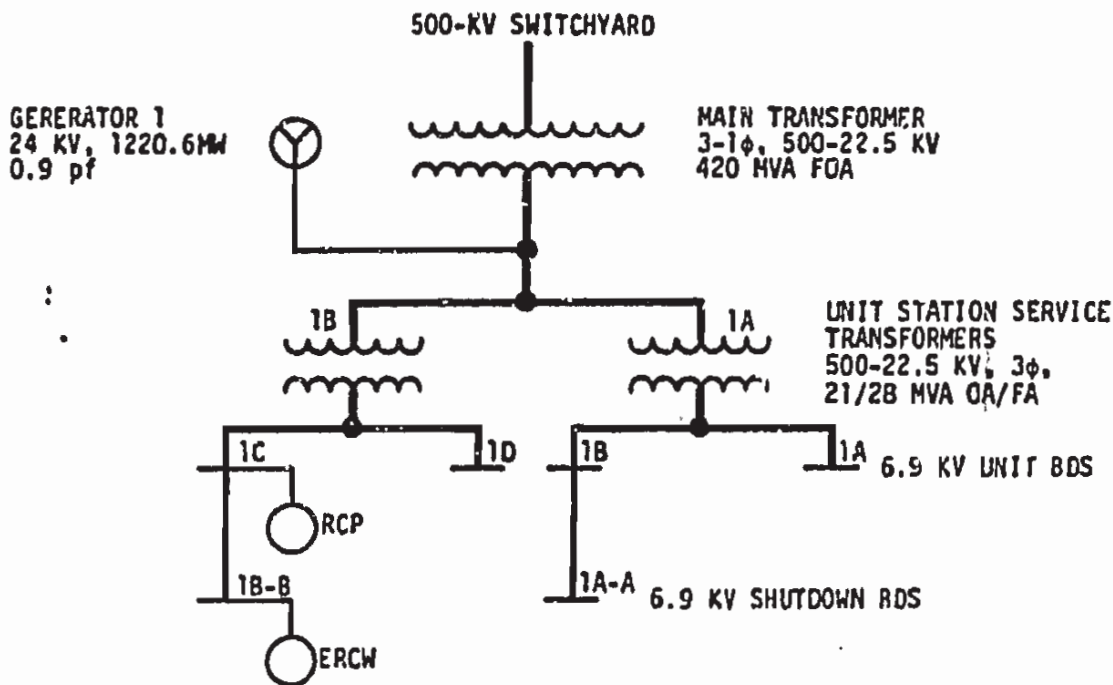 500-KV SWITCHYARD
GERERATOR 1
24 KV, 1220.6MW
0.9 pf
MAIN TRANSFORMER
3-1ϕ, 500-22.5 KV
420 MVA FOA
1B
1A
UNIT STATION SERVICE
TRANSFORMERS
500-22.5 KV, 3ϕ,
21/28 MVA OA/FA
1C
1D
1B
1A
6.9 KV UNIT BDS
RCP
1B-B
1A-A
6.9 KV SHUTDOWN BDS
ERCW